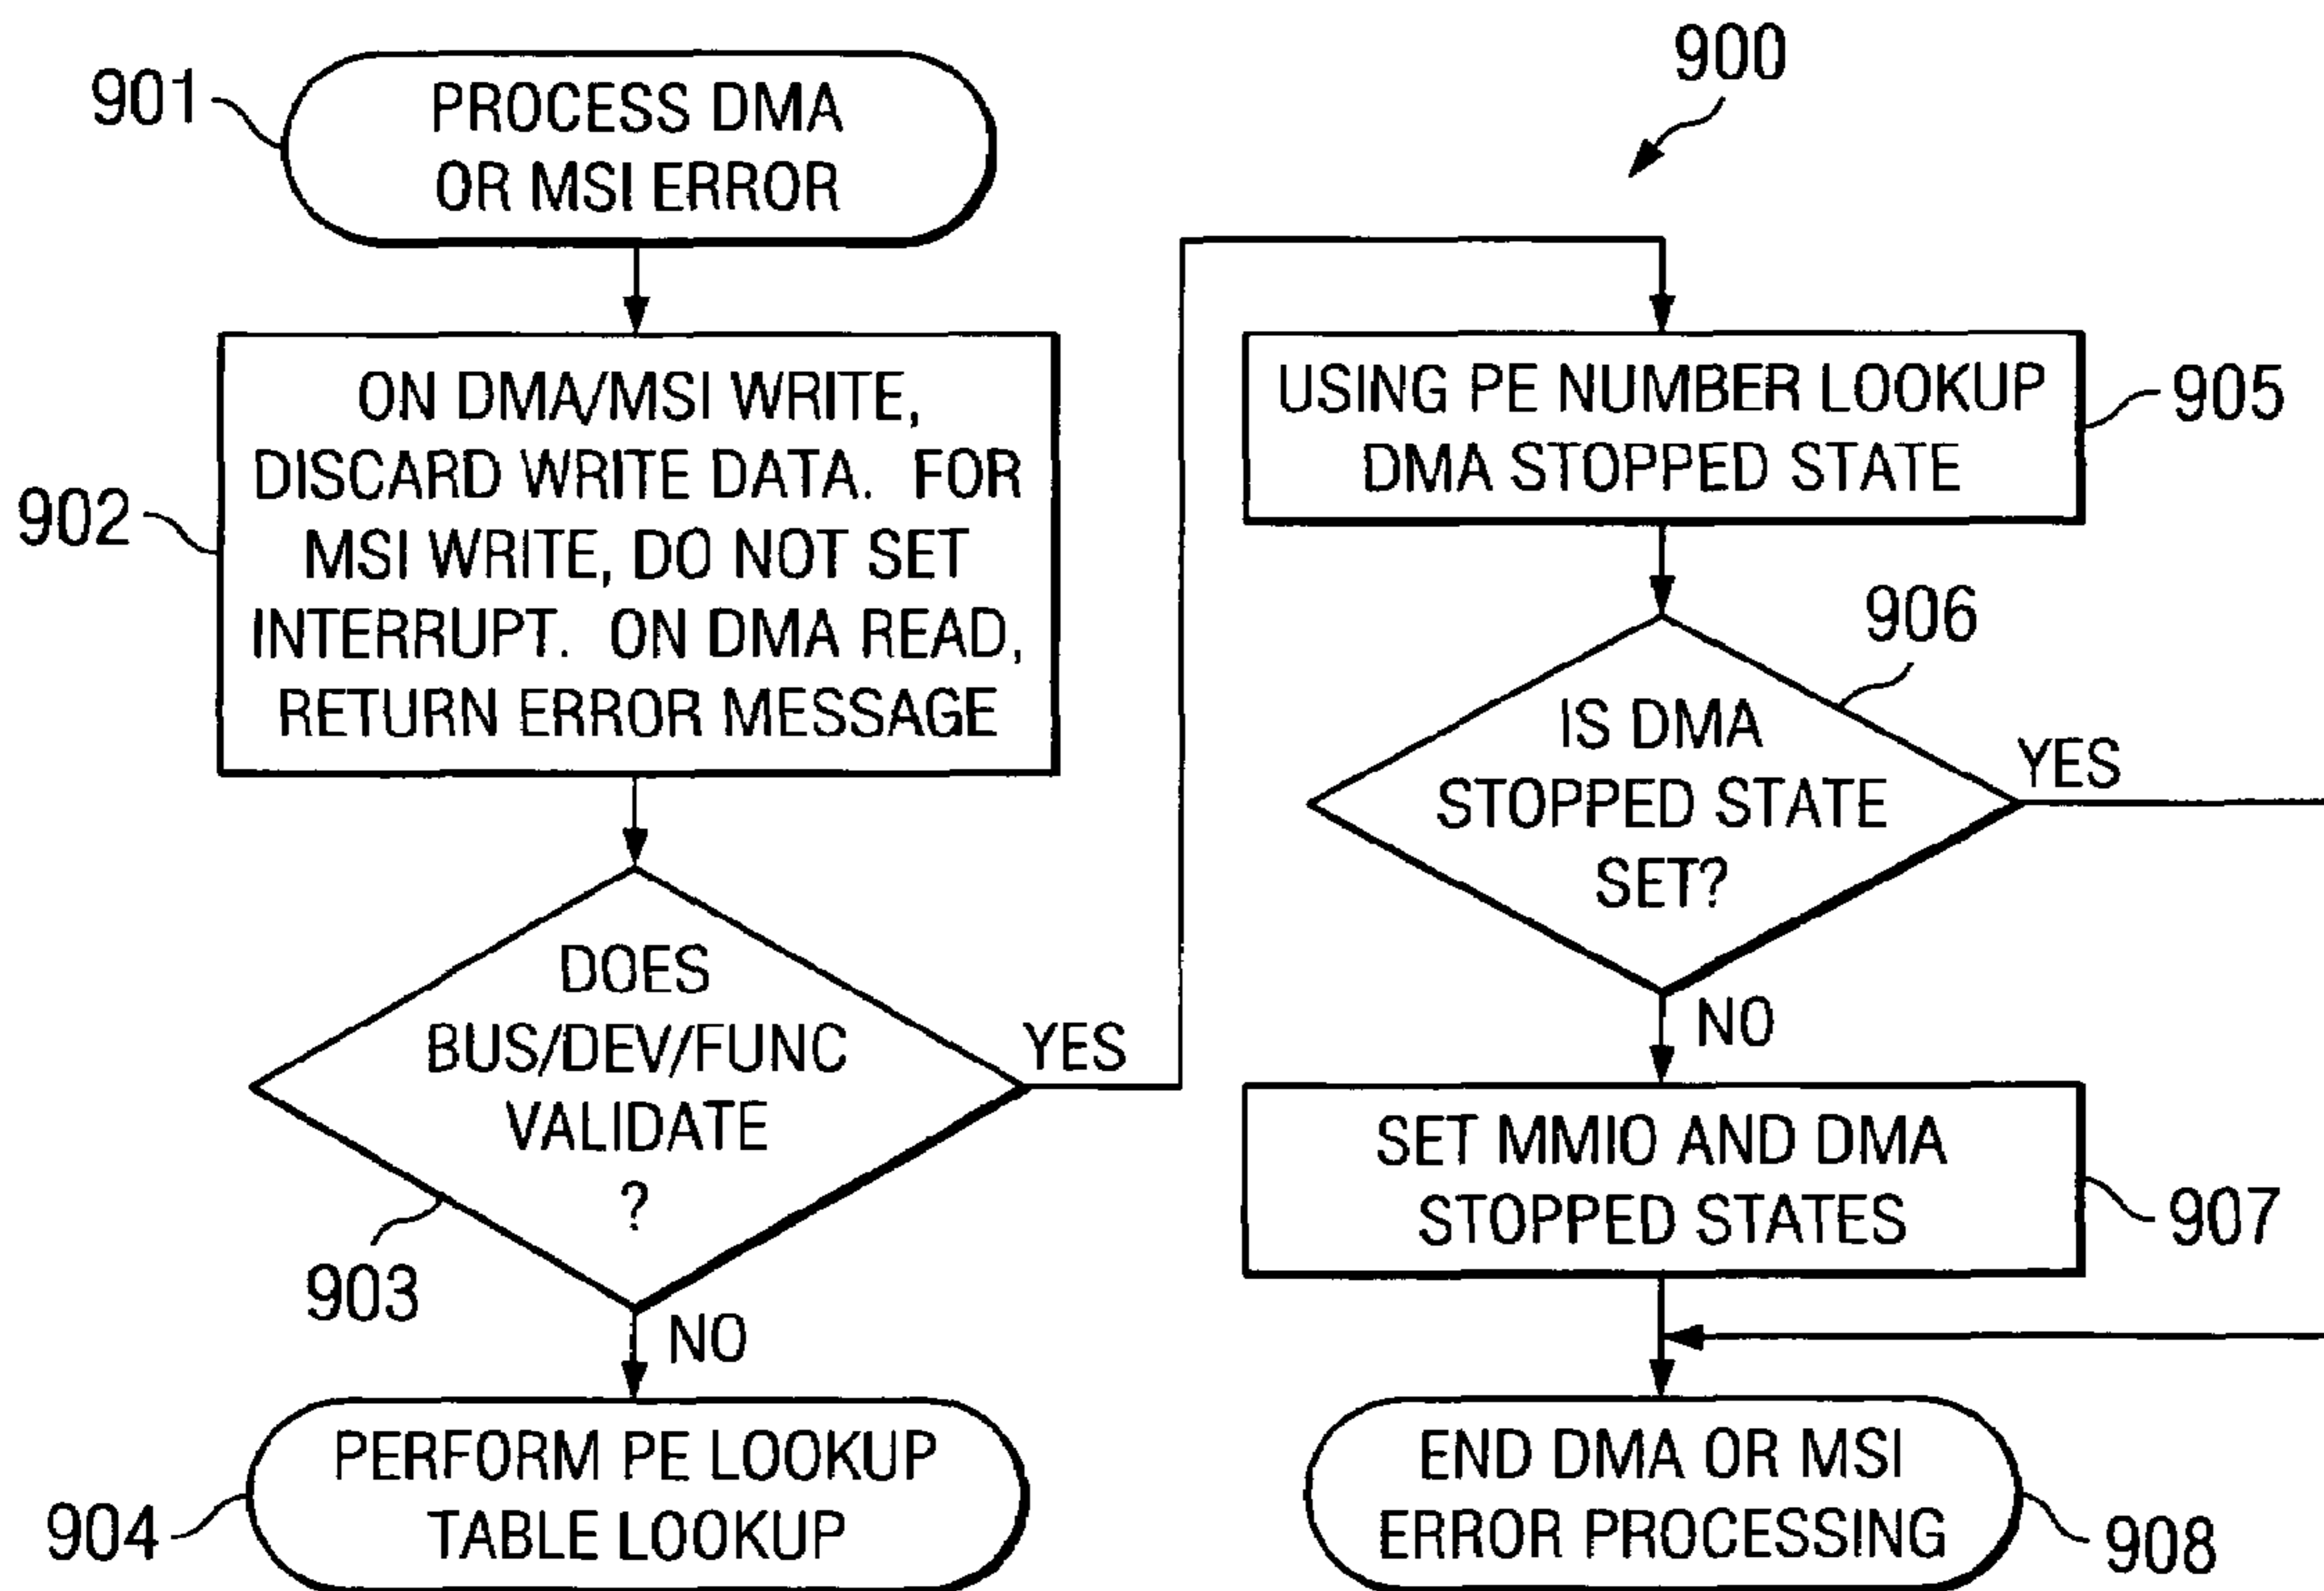 900
901
PROCESS DMA
OR MSI ERROR
902
ON DMA/MSI WRITE,
DISCARD WRITE DATA. FOR
MSI WRITE, DO NOT SET
INTERRUPT. ON DMA READ,
RETURN ERROR MESSAGE
DOES
BUS/DEV/FUNC
VALIDATE
?
903
YES
NO
904
PERFORM PE LOOKUP
TABLE LOOKUP
USING PE NUMBER LOOKUP
DMA STOPPED STATE
905
906
IS DMA
STOPPED STATE
SET?
YES
NO
SET MMIO AND DMA
STOPPED STATES
907
END DMA OR MSI
ERROR PROCESSING
908